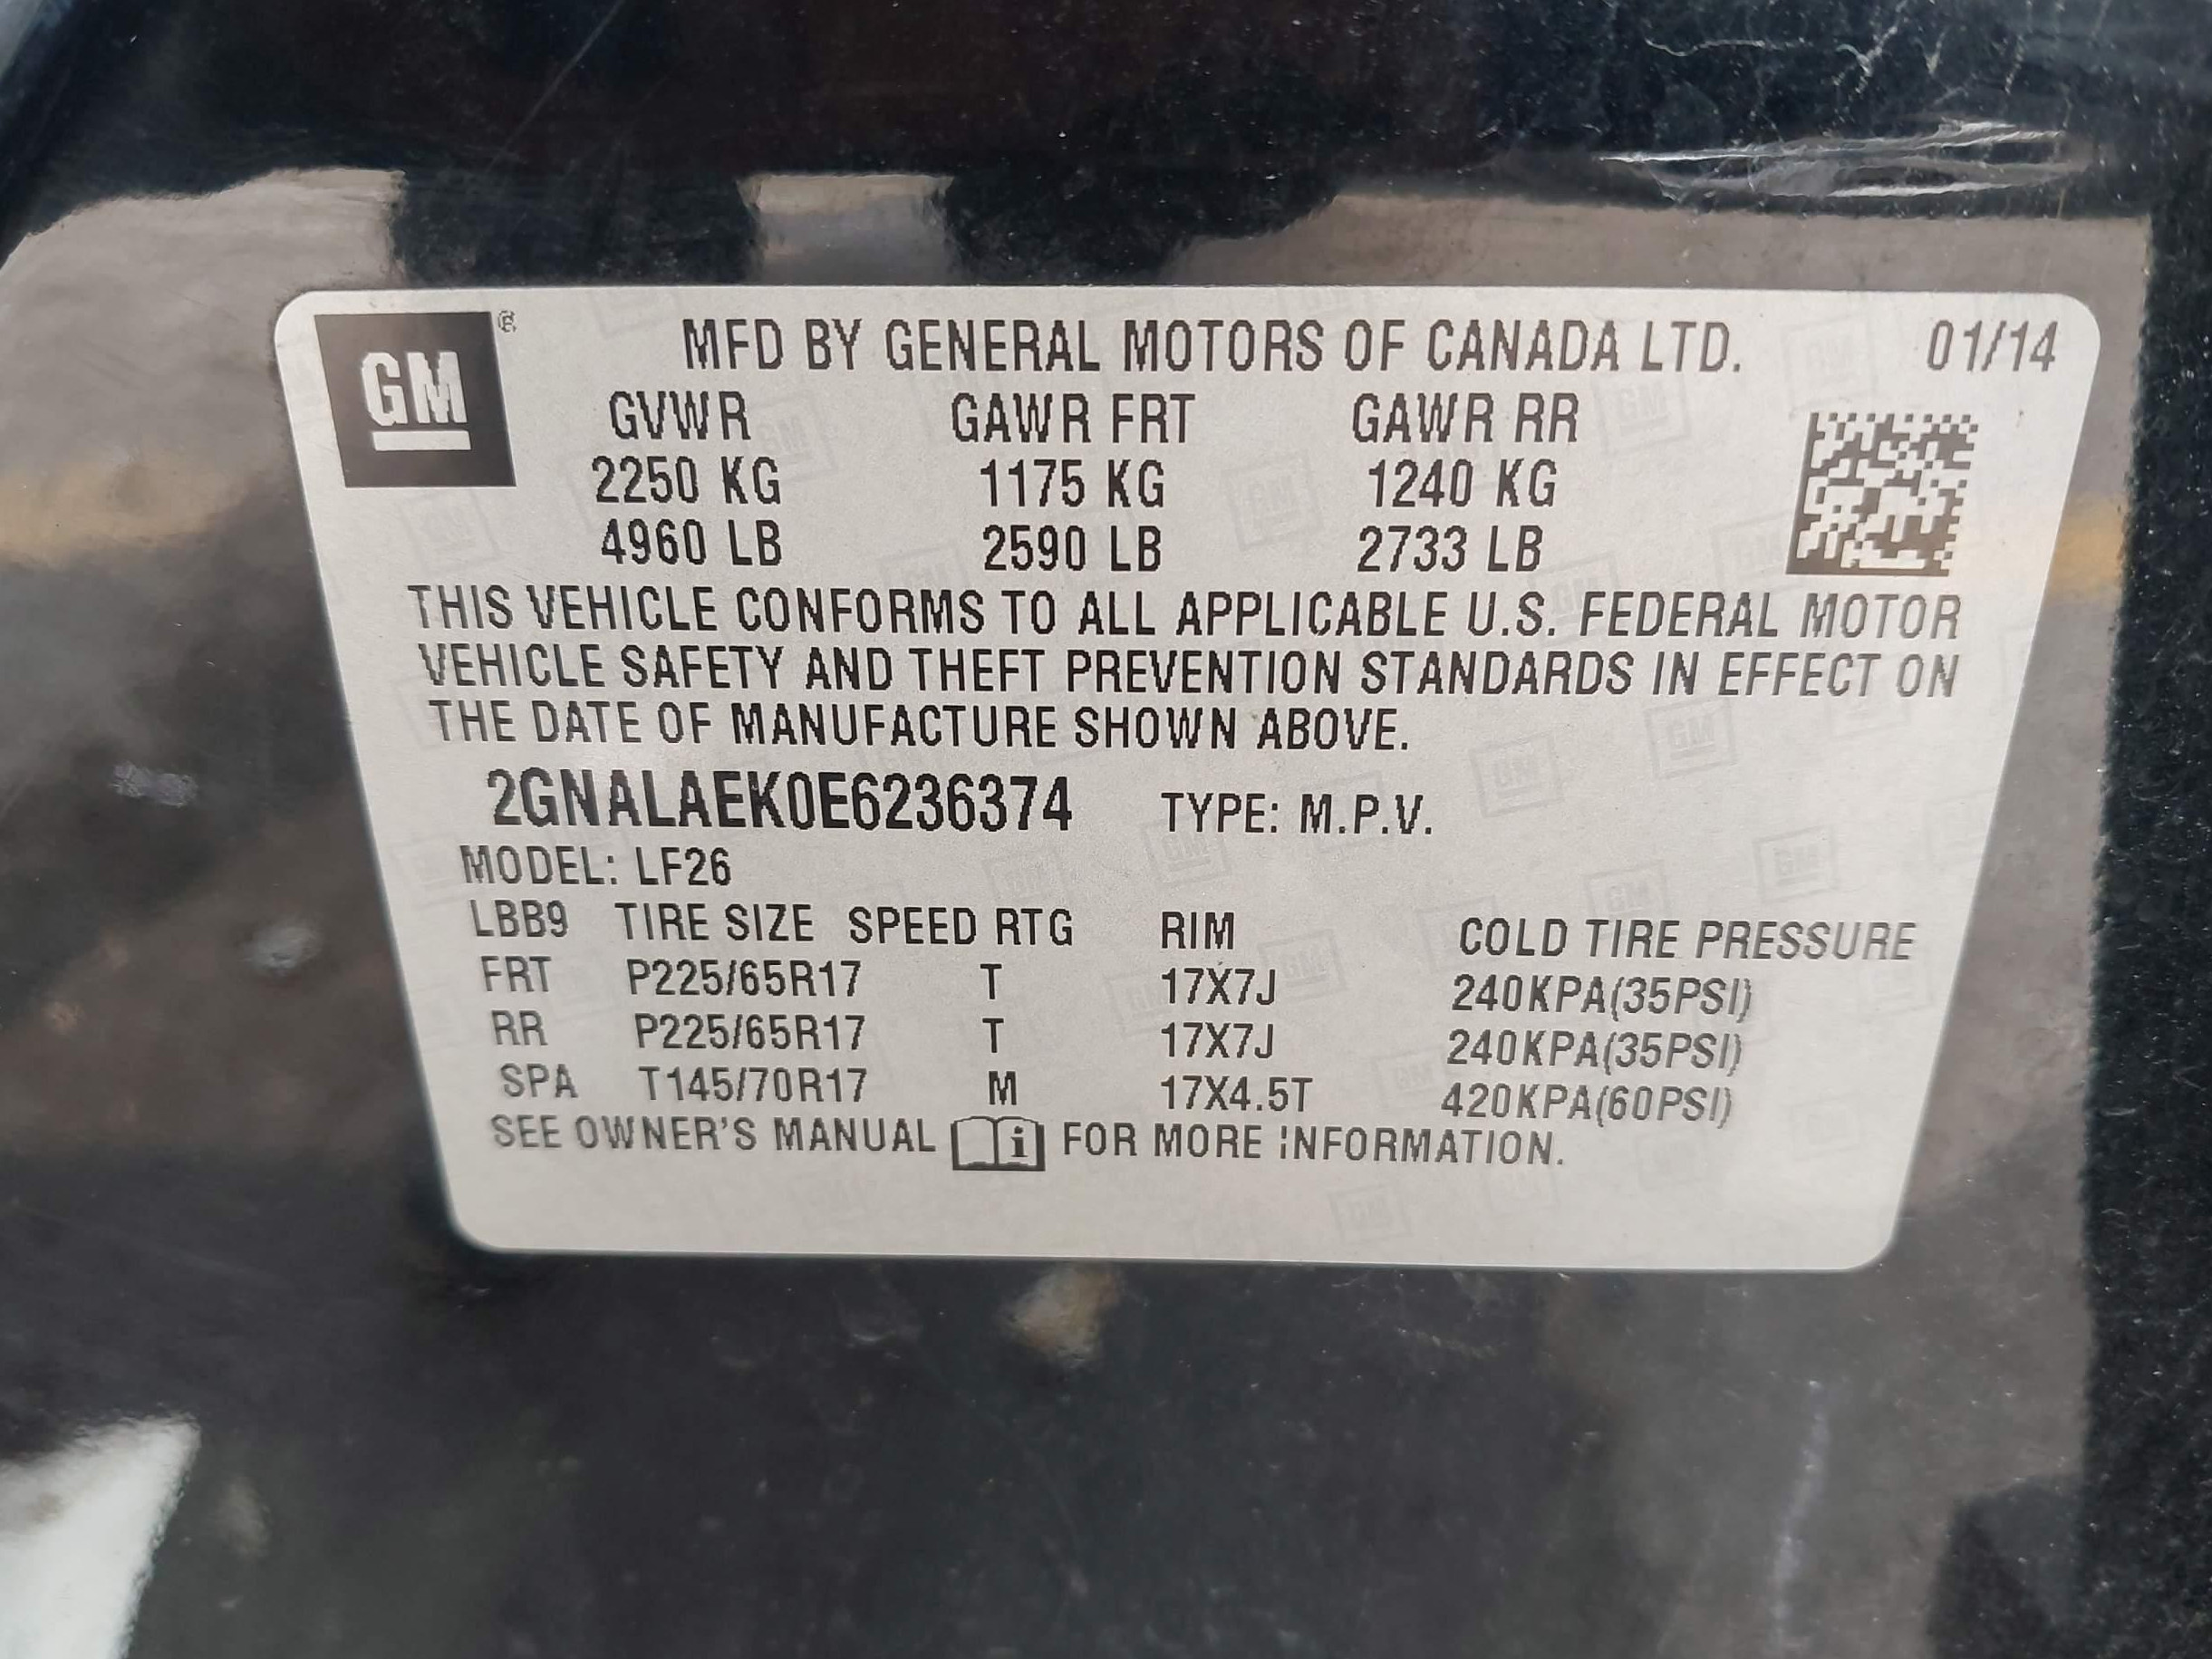 GM ® MFD BY GENERAL MOTORS OF CANADA LTD. 01/14
GVWR GAWR FRT GAWR RR
2250 KG 1175 KG 1240 KG
4960 LB 2590 LB 2733 LB
THIS VEHICLE CONFORMS TO ALL APPLICABLE U.S. FEDERAL MOTOR
VEHICLE SAFETY AND THEFT PREVENTION STANDARDS IN EFFECT ON
THE DATE OF MANUFACTURE SHOWN ABOVE.
2GNALAEK0E6236374 TYPE: M.P.V.
MODEL: LF26
LBB9 TIRE SIZE SPEED RTG RIM COLD TIRE PRESSURE
FRT P225/65R17 T 17X7J 240KPA(35PSI)
RR P225/65R17 T 17X7J 240KPA(35PSI)
SPA T145/70R17 M 17X4.5T 420KPA(60PSI)
SEE OWNER'S MANUAL i FOR MORE INFORMATION.